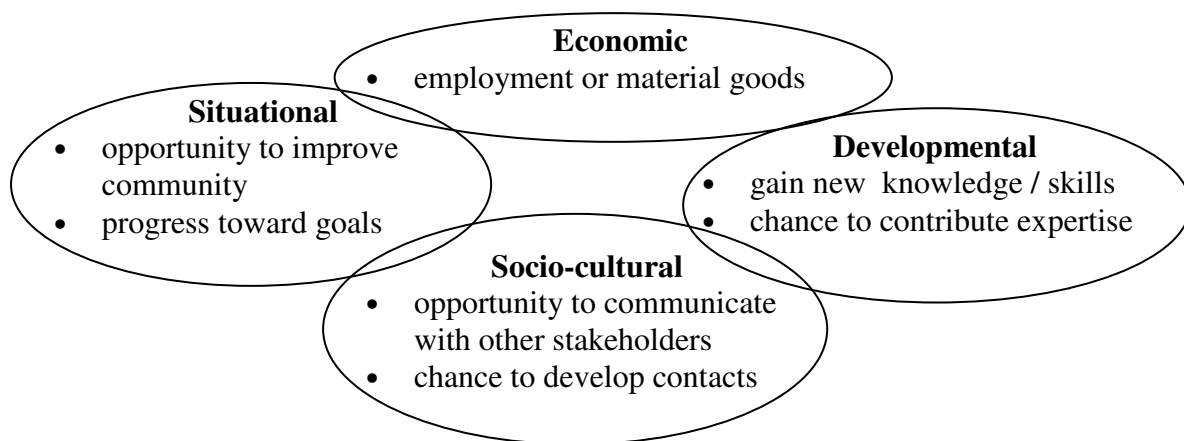 Economic
• employment or material goods
Situational
• opportunity to improve
community
• progress toward goals
Developmental
• gain new knowledge / skills
• chance to contribute expertise
Socio-cultural
• opportunity to communicate
with other stakeholders
• chance to develop contacts